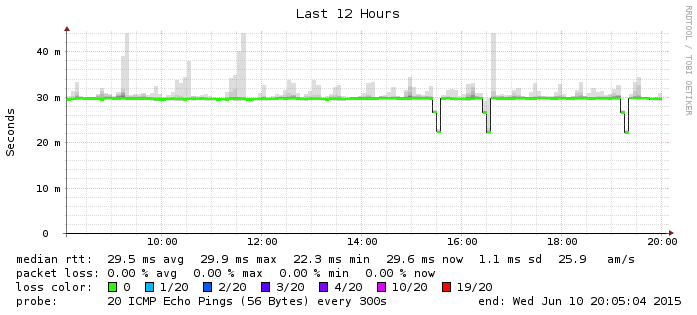 Last 12 Hours
RRDTOOL / TOBI OETIKER
Seconds
40 m
30 m
20 m
10 m
0
10:00 12:00 14:00 16:00 18:00 20:00
median rtt: 29.5 ms avg 29.9 ms max 22.3 ms min 29.6 ms now 1.1 ms sd 25.9 am/s
packet loss: 0.00 % avg 0.00 % max 0.00 % min 0.00 % now
loss color: 0 1/20 2/20 3/20 4/20 10/20 19/20
probe: 20 ICMP Echo Pings (56 Bytes) every 300s end: Wed Jun 10 20:05:04 2015